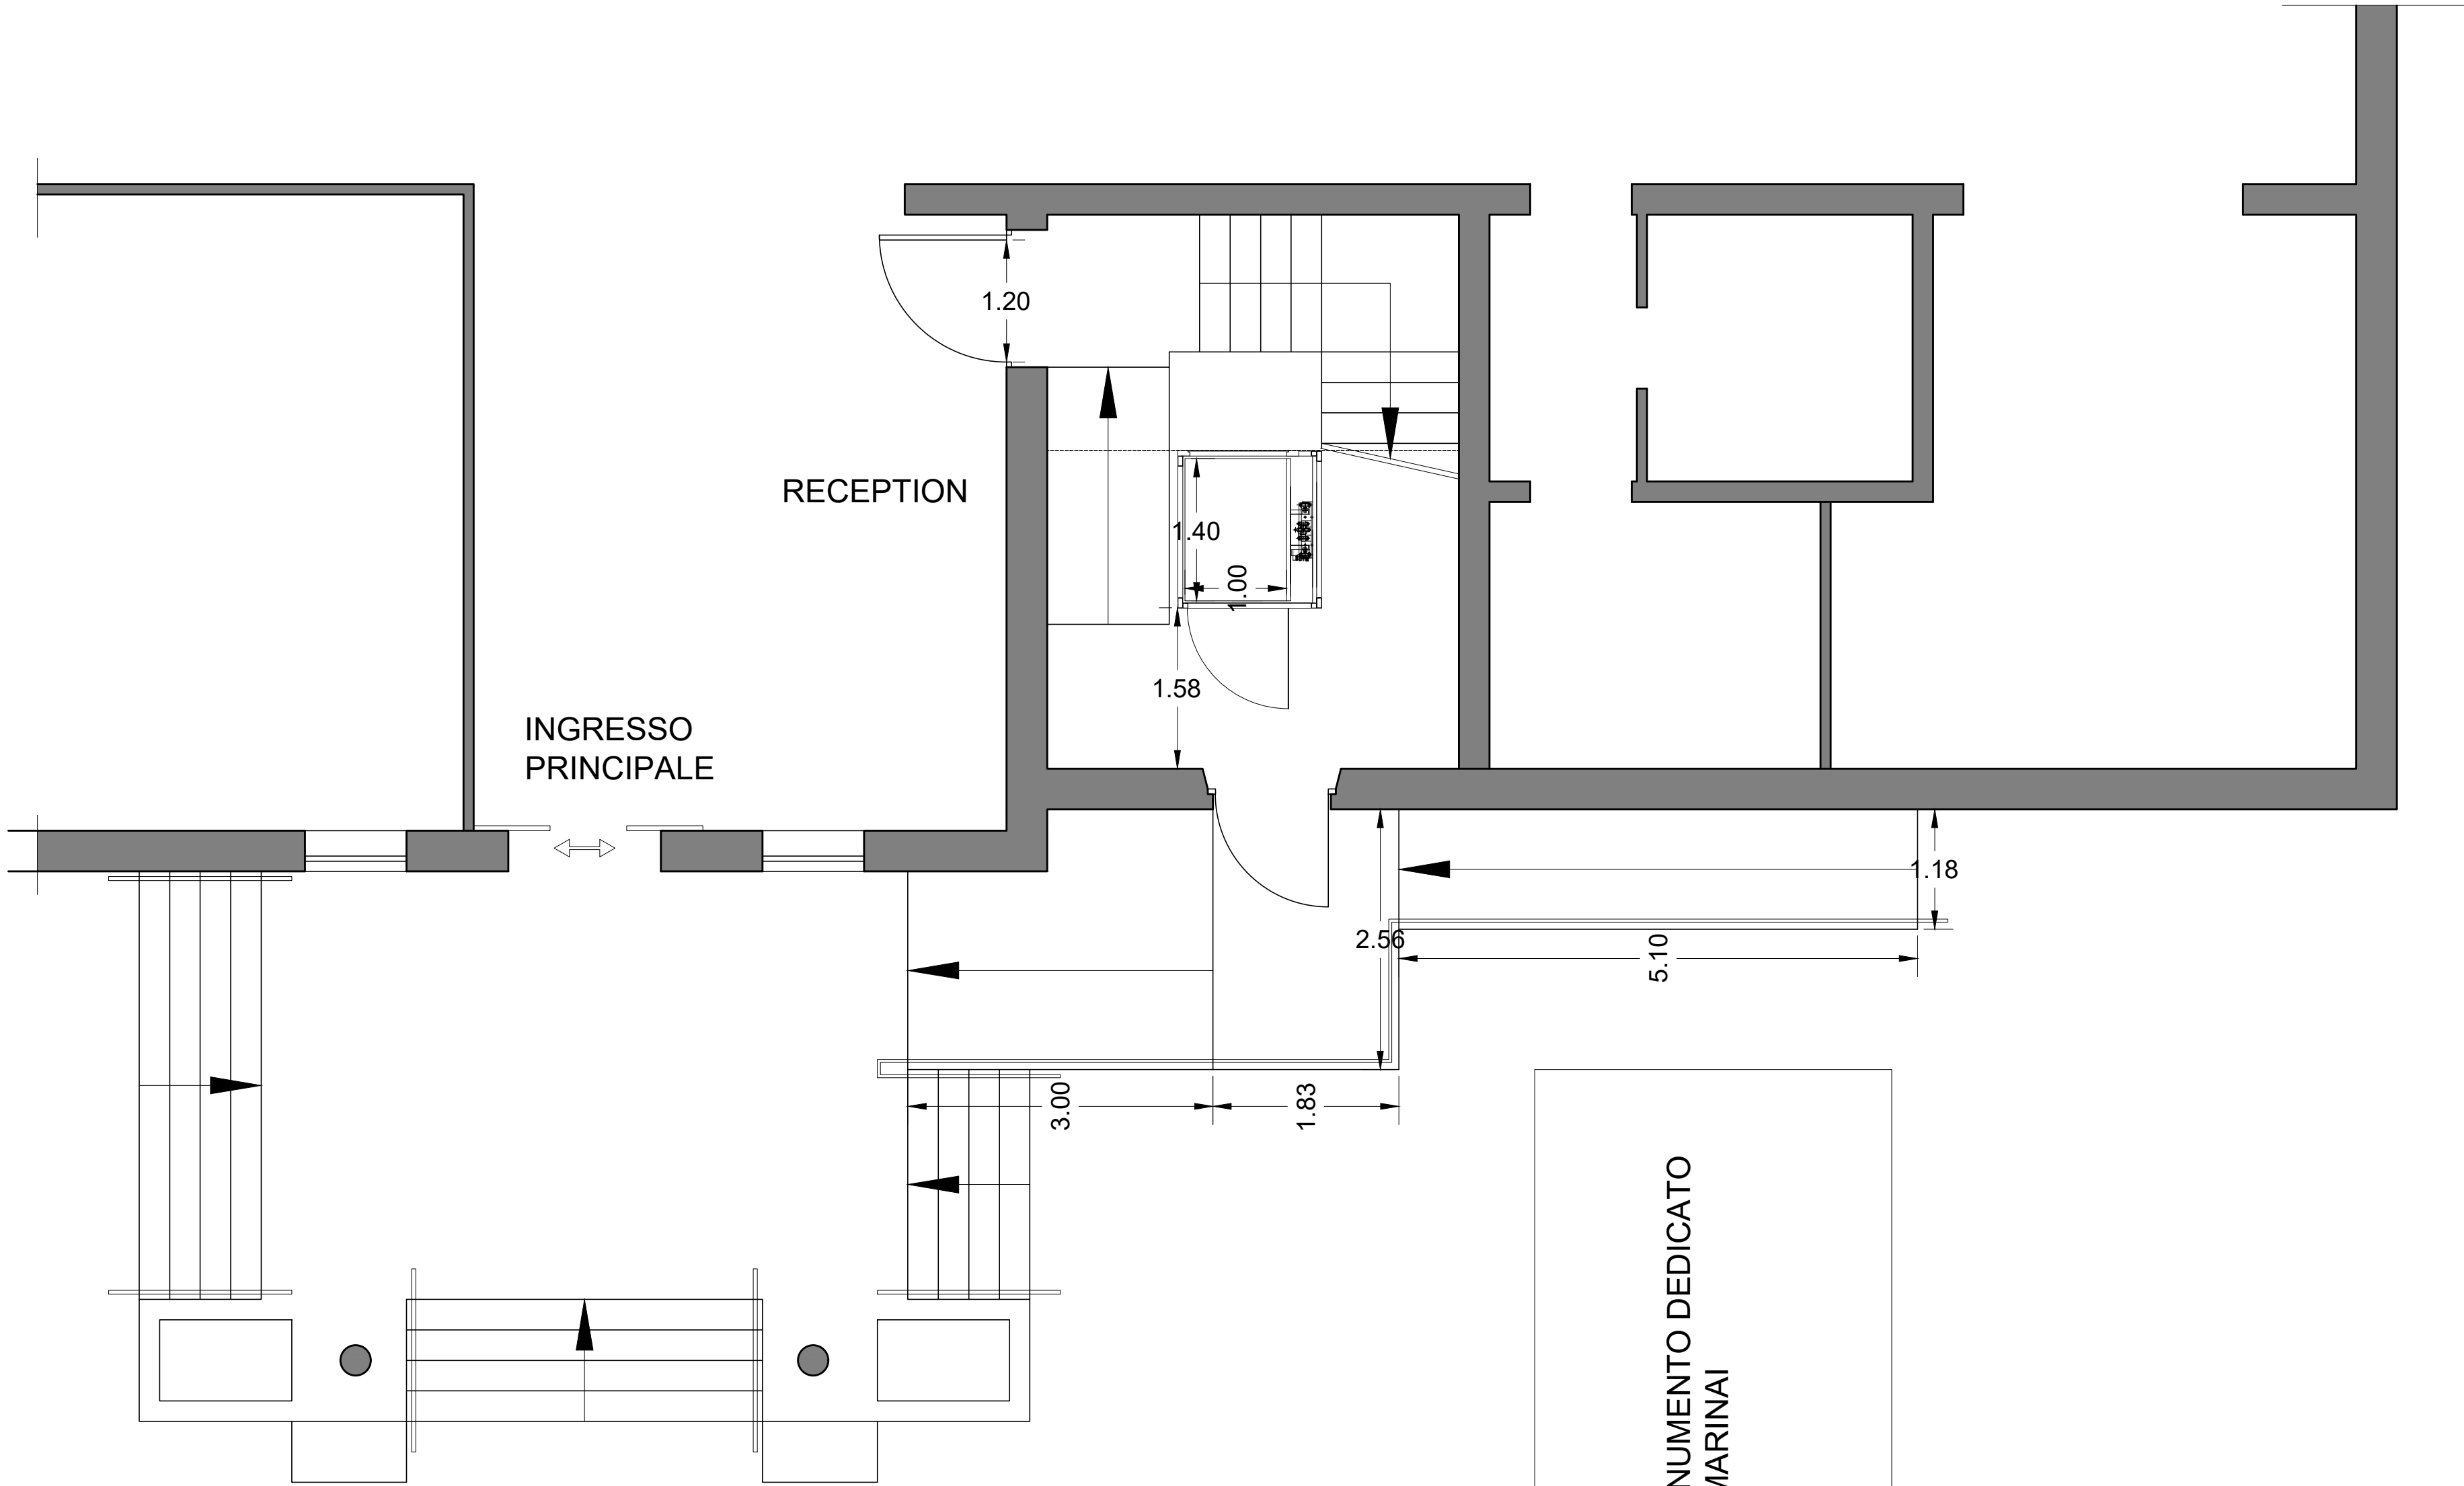 1.20
RECEPTION
1.40
1.00
1.58
INGRESSO
PRINCIPALE
1.18
2.56
5.10
3.00
1.83
NUMENTO DEDICATO
MARINAI